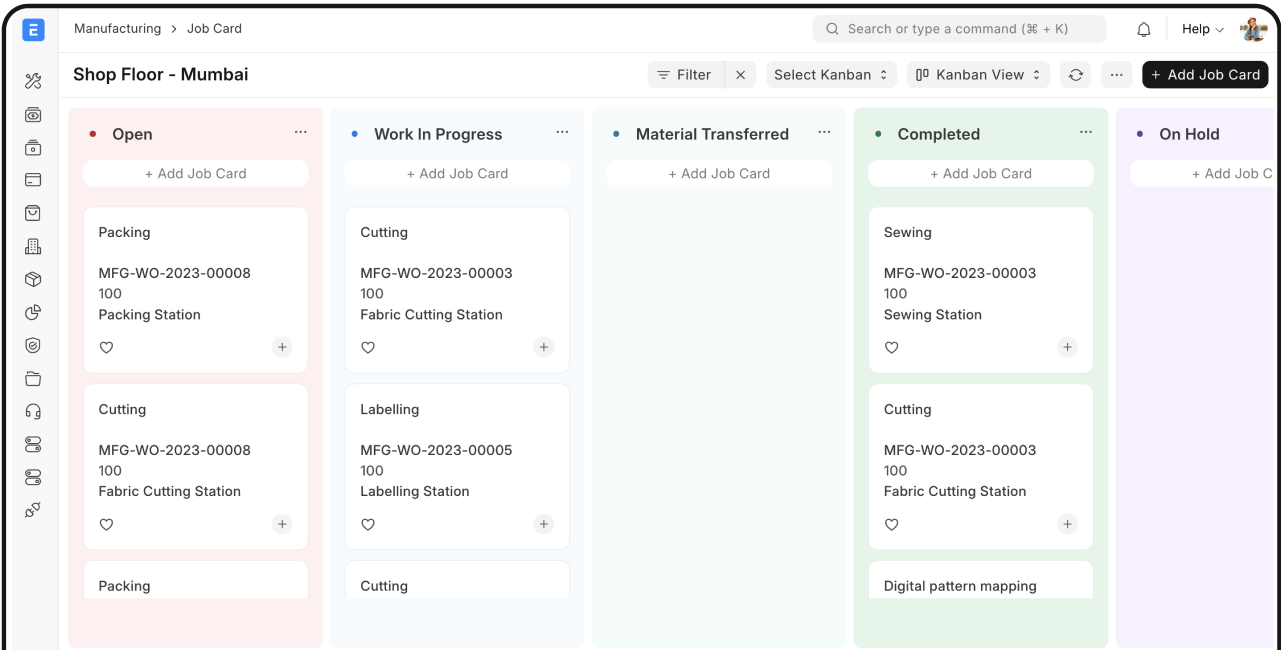 E
Manufacturing > Job Card
Search or type a command (⌘ + K)
Help
Shop Floor - Mumbai
Filter
Select Kanban
Kanban View
+ Add Job Card
Open
+ Add Job Card
Packing
MFG-WO-2023-00008
100
Packing Station
Cutting
MFG-WO-2023-00008
100
Fabric Cutting Station
Packing
Work In Progress
+ Add Job Card
Cutting
MFG-WO-2023-00003
100
Fabric Cutting Station
Labelling
MFG-WO-2023-00005
100
Labelling Station
Cutting
Material Transferred
+ Add Job Card
Completed
+ Add Job Card
Sewing
MFG-WO-2023-00003
100
Sewing Station
Cutting
MFG-WO-2023-00003
100
Fabric Cutting Station
Digital pattern mapping
On Hold
+ Add Job C